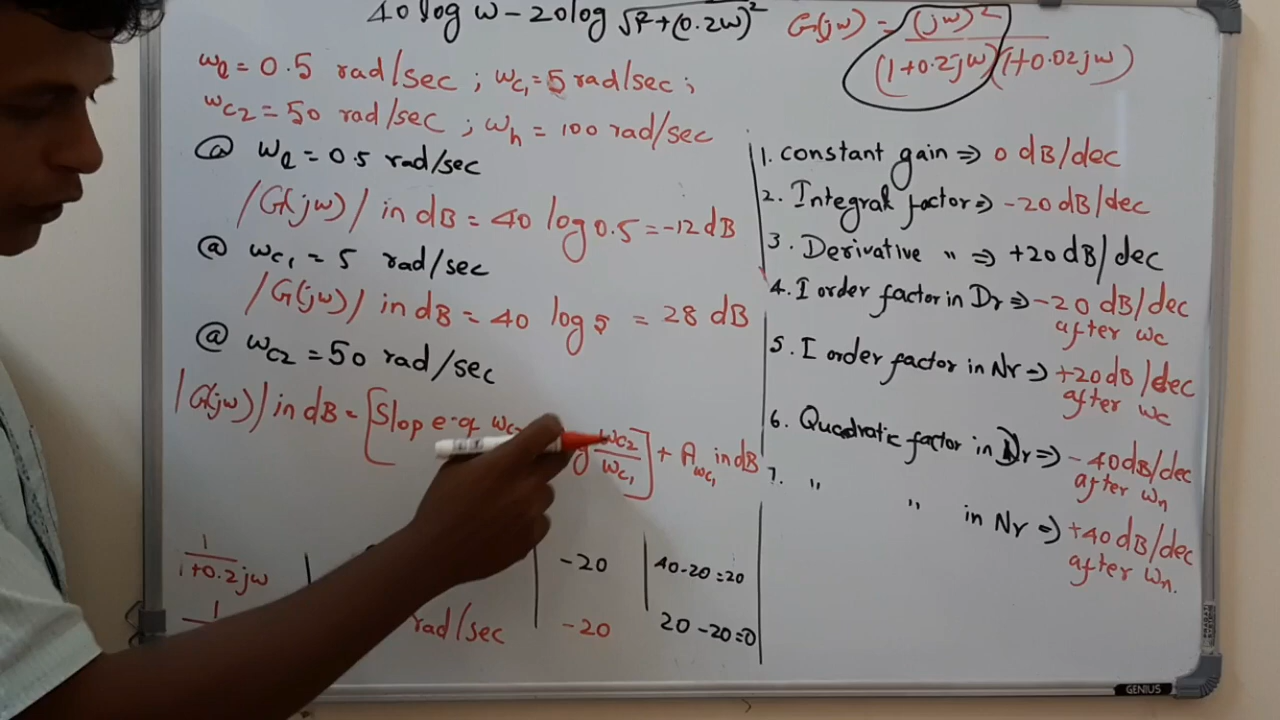 40 log ω - 20 log √1²+(0.2ω)²
G(jω) = (jω)² / (1+0.2jω)(1+0.02jω)
ωl = 0.5 rad/sec ; ωc1 = 5 rad/sec ;
ωc2 = 50 rad/sec ; ωh = 100 rad/sec
@ ωl = 0.5 rad/sec
|G(jω)| in dB = 40 log 0.5 = -12 dB
@ ωc1 = 5 rad/sec
|G(jω)| in dB = 40 log 5 = 28 dB
@ ωc2 = 50 rad/sec
|G(jω)| in dB = [Slope of ωc2/ωc1] + Aωc1 in dB
1/1+0.2jω -20 40-20=20
1 rad/sec -20 20-20=0
1. constant gain ⇒ 0 dB/dec
2. Integral factor ⇒ -20 dB/dec
3. Derivative " ⇒ +20 dB/dec
4. I order factor in Dr ⇒ -20 dB/dec
after ωc
5. I order factor in Nr ⇒ +20 dB/dec
after ωc
6. Quadratic factor in Dr ⇒ -40 dB/dec
after ωn
7. " " in Nr ⇒ +40 dB/dec
after ωn.
GENIUS